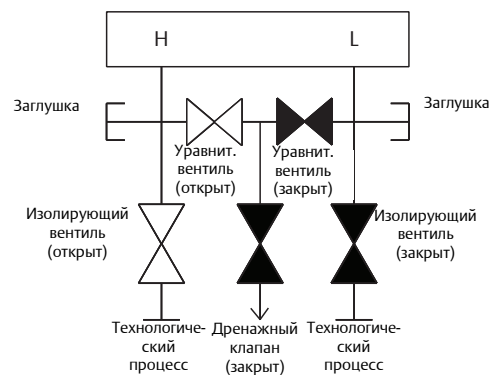 H
L
Заглушка
Заглушка
Уравнит.
вентиль
(открыт)
Уравнит.
вентиль
(закрыт)
Изолирующий
вентиль
(открыт)
Изолирующий
вентиль
(закрыт)
Технологиче-
ский
процесс
Дренажный
клапан
(закрыт)
Технологиче-
ский
процесс